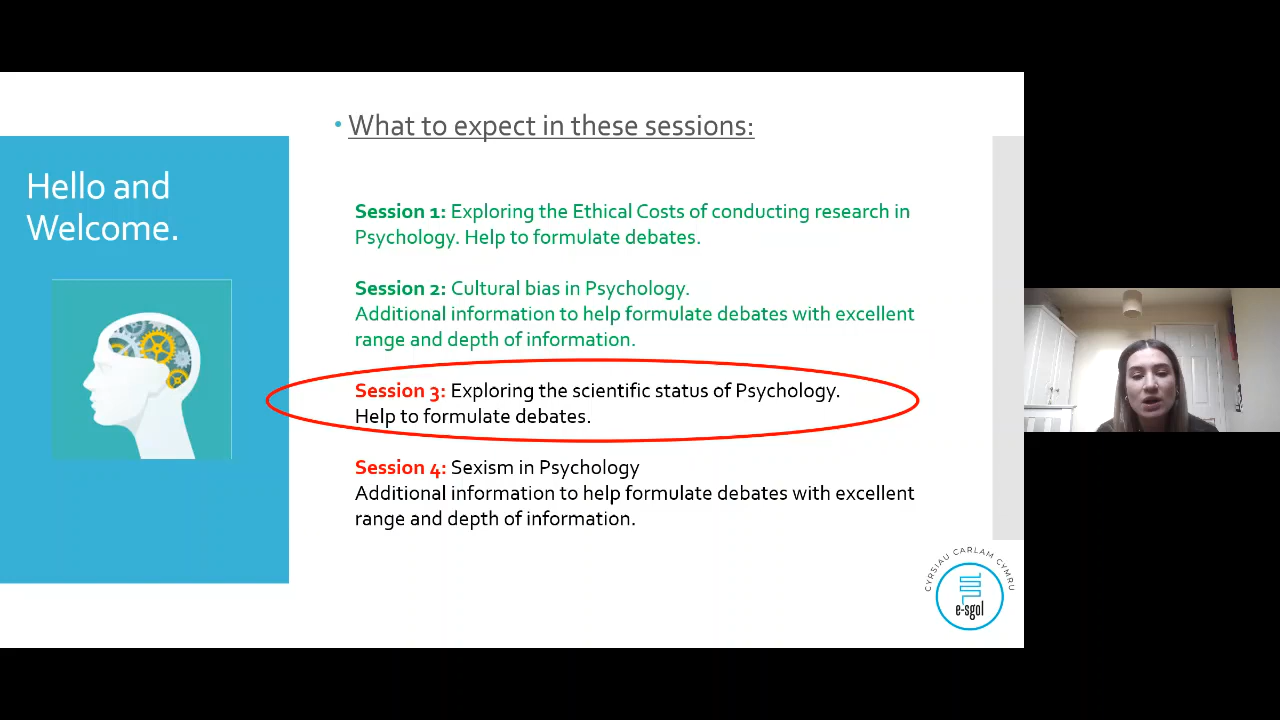 Hello and
Welcome.
• What to expect in these sessions:
Session 1: Exploring the Ethical Costs of conducting research in
Psychology. Help to formulate debates.
Session 2: Cultural bias in Psychology.
Additional information to help formulate debates with excellent
range and depth of information.
Session 3: Exploring the scientific status of Psychology.
Help to formulate debates.
Session 4: Sexism in Psychology
Additional information to help formulate debates with excellent
range and depth of information.
CYRSIAU CARLAM CYMRU
e-sgol